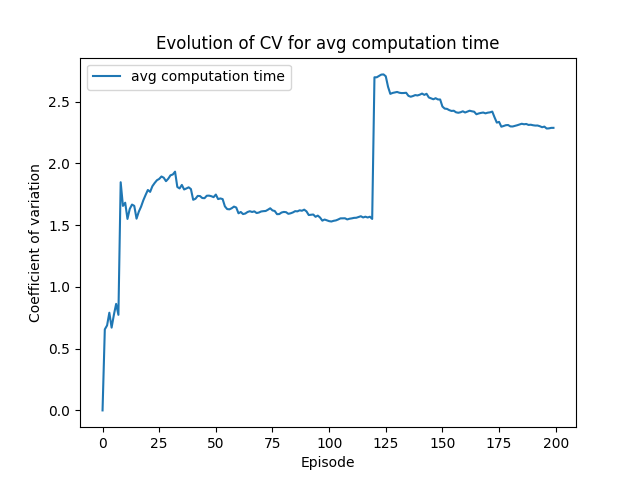 Evolution of CV for avg computation time
avg computation time
Coefficient of variation
2.5
2.0
1.5
1.0
0.5
0.0
0 25 50 75 100 125 150 175 200
Episode